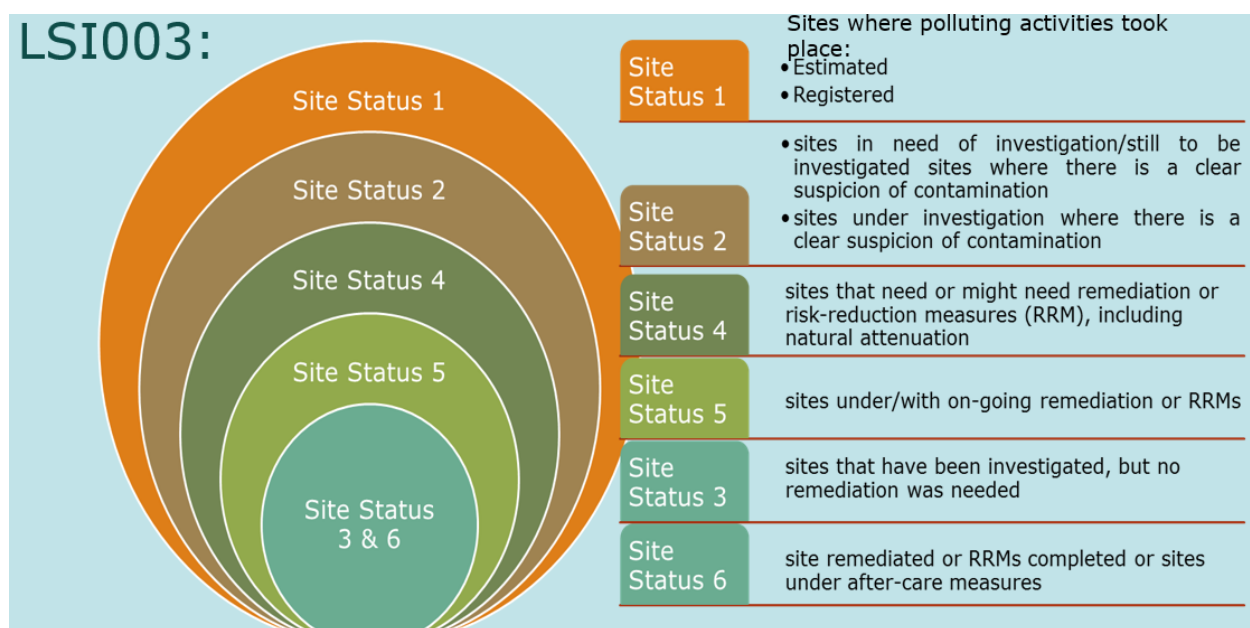 LSI003:
Site Status 1
Site Status 2
Site Status 4
Site Status 5
Site Status
3 & 6
Sites where polluting activities took
place:
Site
Status 1
• Estimated
• Registered
Site
Status 2
• sites in need of investigation/still to be
investigated sites where there is a clear
suspicion of contamination
• sites under investigation where there is a
clear suspicion of contamination
Site
Status 4
sites that need or might need remediation or
risk-reduction measures (RRM), including
natural attenuation
Site
Status 5
sites under/with on-going remediation or RRMs
Site
Status 3
sites that have been investigated, but no
remediation was needed
Site
Status 6
site remediated or RRMs completed or sites
under after-care measures